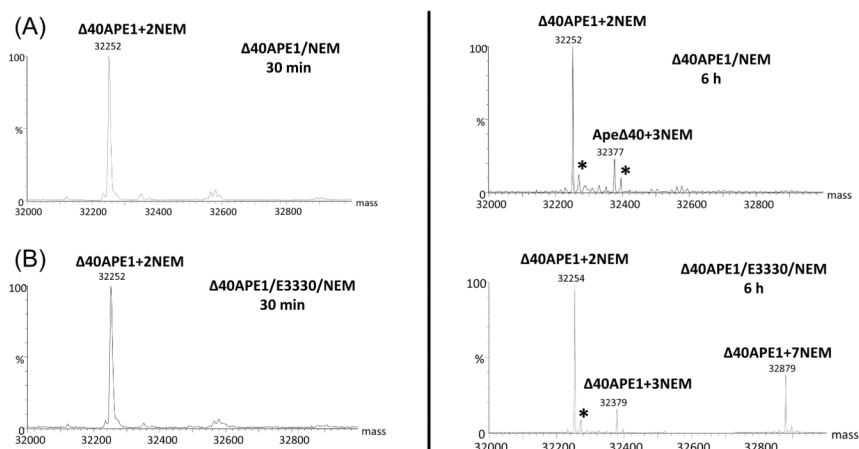 (A)
Δ40APE1+2NEM
32252
Δ40APE1/NEM
30 min
100
%
0
32000 32200 32400 32600 32800 mass
Δ40APE1+2NEM
32252
Δ40APE1/NEM
6 h
ApeΔ40+3NEM
32377
* *
100
%
0
32000 32200 32400 32600 32800 mass
(B)
Δ40APE1+2NEM
32252
Δ40APE1/E3330/NEM
30 min
100
%
0
32000 32200 32400 32600 32800 mass
Δ40APE1+2NEM
32254
Δ40APE1/E3330/NEM
6 h
Δ40APE1+7NEM
32879
Δ40APE1+3NEM
32379
*
100
%
0
32000 32200 32400 32600 32800 mass